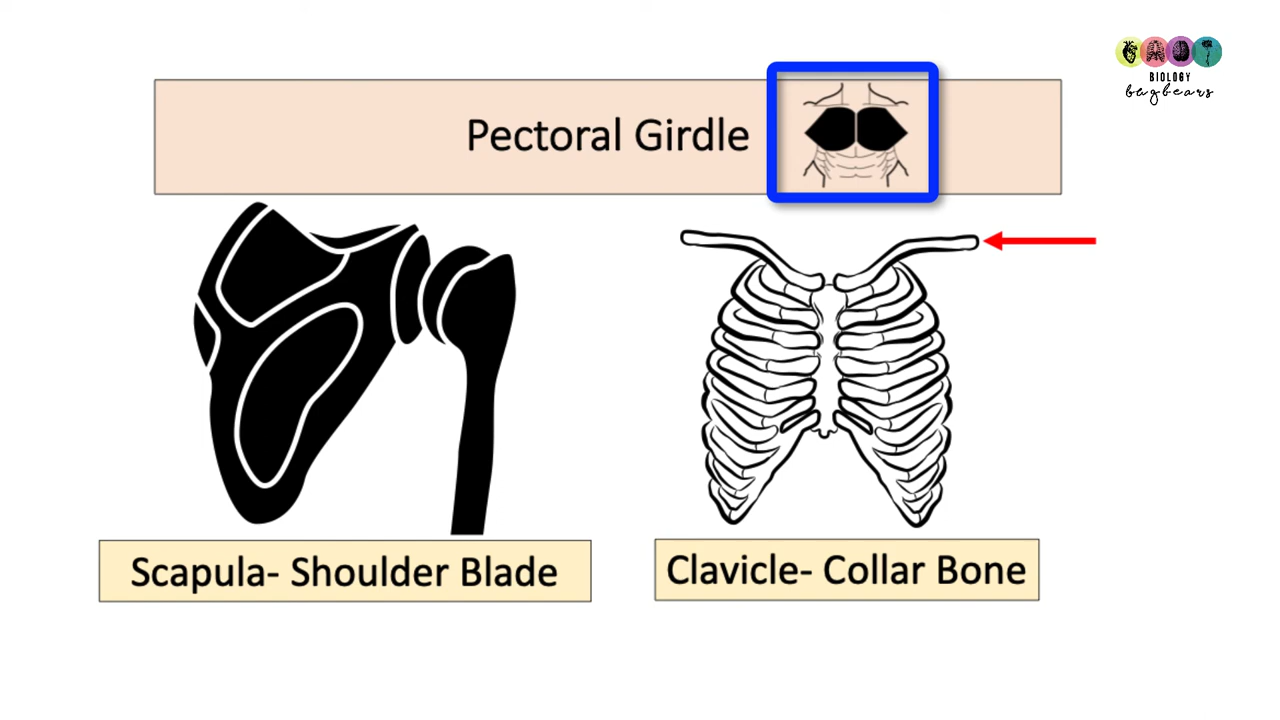 BIOLOGY
bagbears
Pectoral Girdle
Scapula- Shoulder Blade
Clavicle- Collar Bone